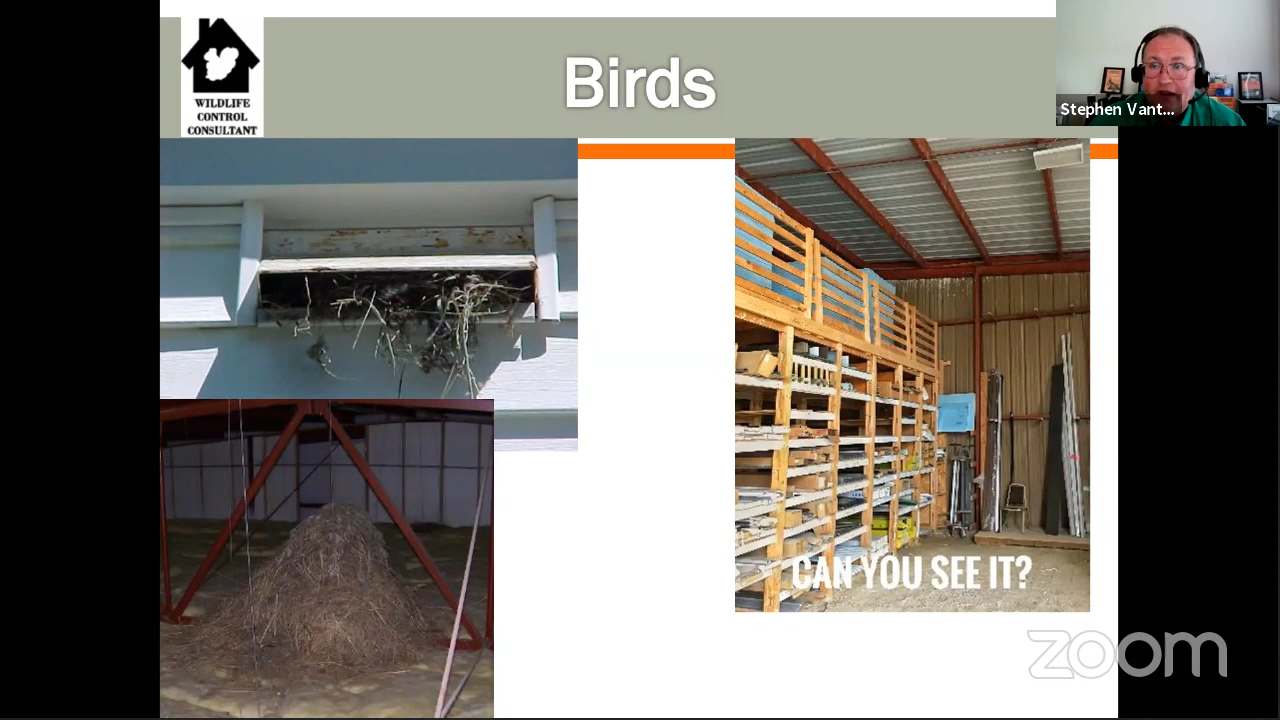 WILDLIFE
CONTROL
CONSULTANT
Birds
Stephen Vant...
CAN YOU SEE IT?
zoom